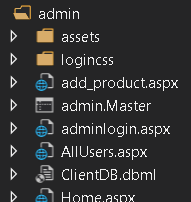 admin
assets
logincss
add_product.aspx
admin.Master
adminlogin.aspx
AllUsers.aspx
ClientDB.dbml
Home.aspx